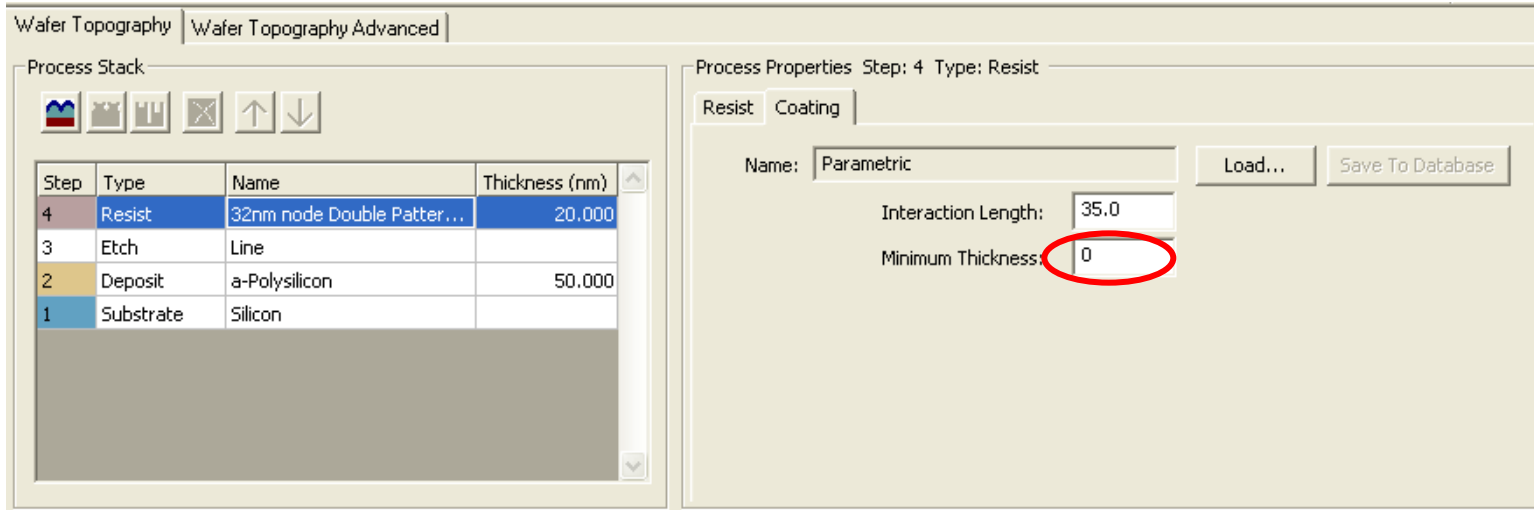 Wafer Topography Wafer Topography Advanced
Process Stack
Step Type Name Thickness (nm)
4 Resist 32nm node Double Patter... 20.000
3 Etch Line
2 Deposit a-Polysilicon 50.000
1 Substrate Silicon
Process Properties Step: 4 Type: Resist
Resist Coating
Name: Parametric Load... Save To Database
Interaction Length: 35.0
Minimum Thickness: 0